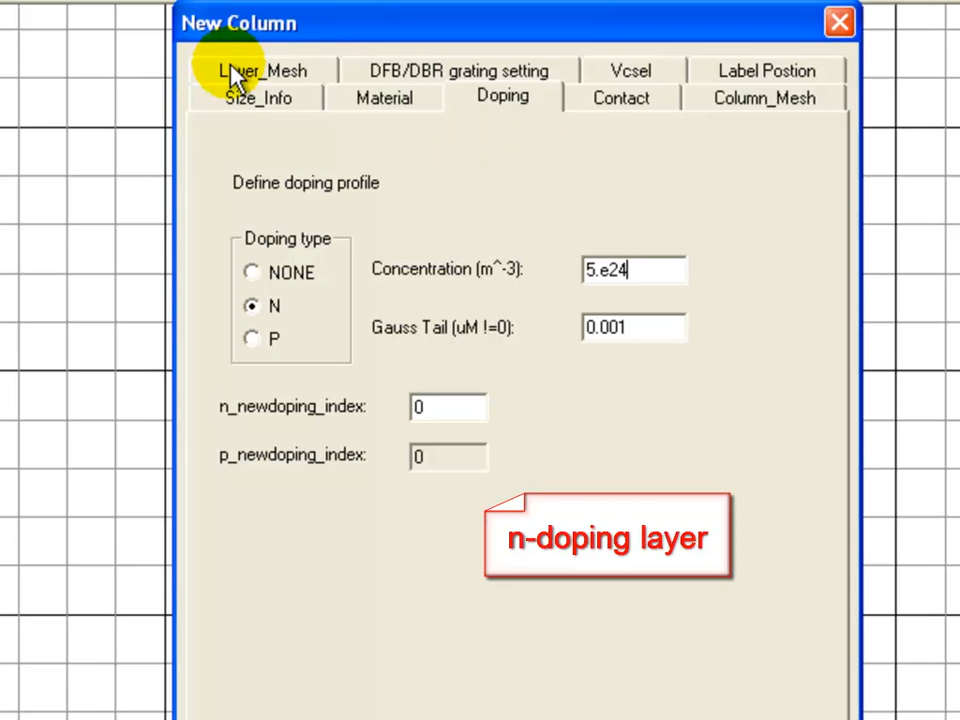 New Column
Layer_Mesh
DFB/DBR grating setting
Vcsel
Label Postion
Size_Info
Material
Doping
Contact
Column_Mesh
Define doping profile
Doping type
NONE
N
P
Concentration (m^-3):
5.e24
Gauss Tail (uM !=0):
0.001
n_newdoping_index:
0
p_newdoping_index:
0
n-doping layer